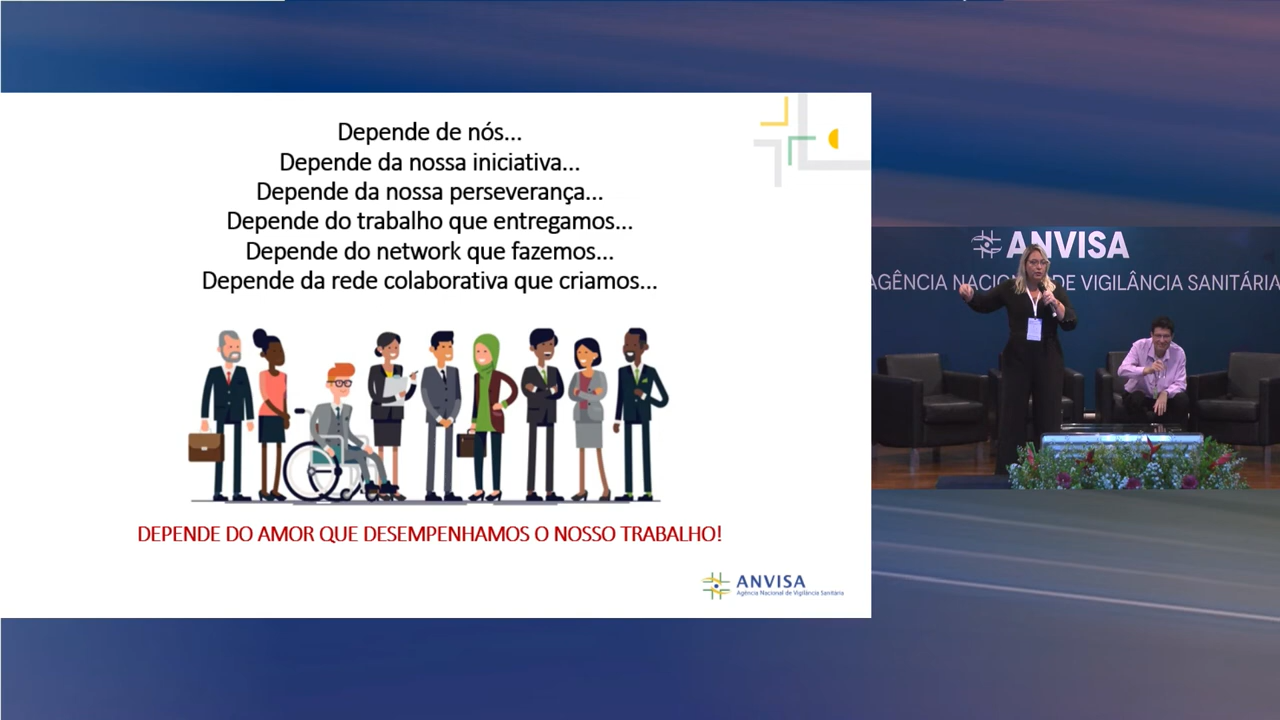 Depende de nós...
Depende da nossa iniciativa...
Depende da nossa perseverança...
Depende do trabalho que entregamos...
Depende do network que fazemos...
Depende da rede colaborativa que criamos...
DEPENDE DO AMOR QUE DESEMPENHAMOS O NOSSO TRABALHO!
ANVISA
Agência Nacional de Vigilância Sanitária
ANVISA
AGÊNCIA NACIONAL DE VIGILÂNCIA SANITÁRIA